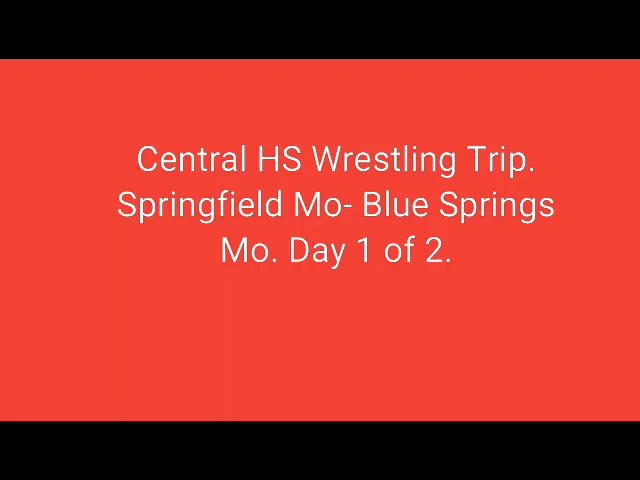 Central HS Wrestling Trip.
Springfield Mo- Blue Springs
Mo. Day 1 of 2.